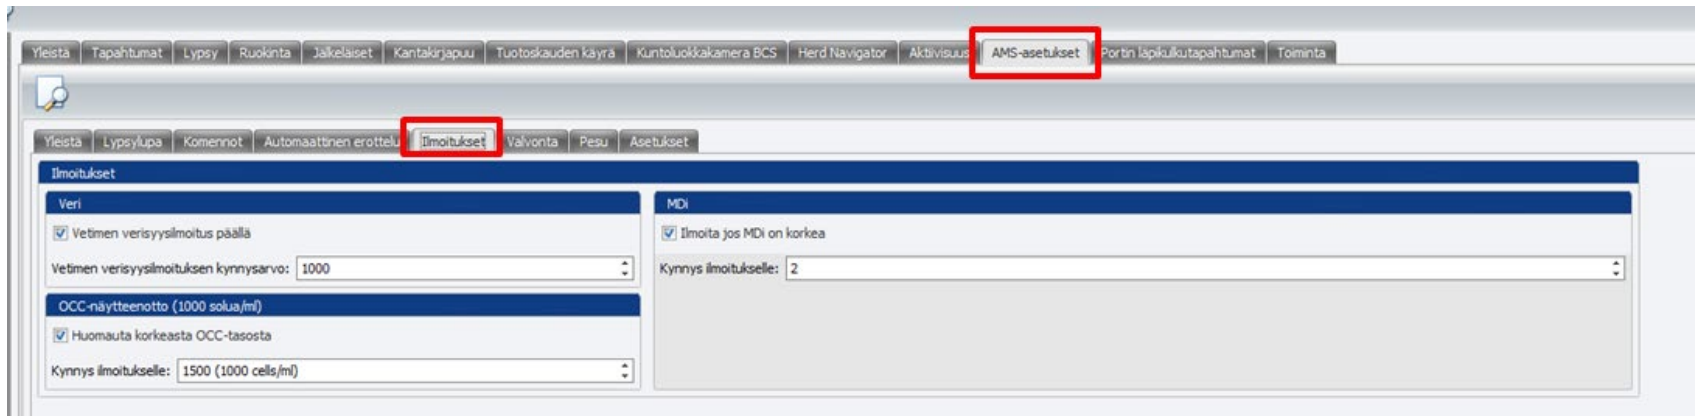 Yleistä Tapahtumat Lypsy Ruokinta Jälkeläiset Kantakirjapuu Tuotoskauden käyrä Kuntoluokkakamera BCS Herd Navigator Aktiivisuus AMS-asetukset Portin läpikulkutapahtumat Toiminta
Yleistä Lypsylupa Komennot Automaattinen erottelu Ilmoitukset Valvonta Pesu Asetukset
Ilmoitukset
Veri
Vetimen verisyysilmoitus päällä
Vetimen verisyysilmoituksen kynnysarvo: 1000
OCC-näytteenotto (1000 solua/ml)
Huomauta korkeasta OCC-tasosta
Kynnys ilmoitukselle: 1500 (1000 cells/ml)
MDi
Ilmoita jos MDi on korkea
Kynnys ilmoitukselle: 2